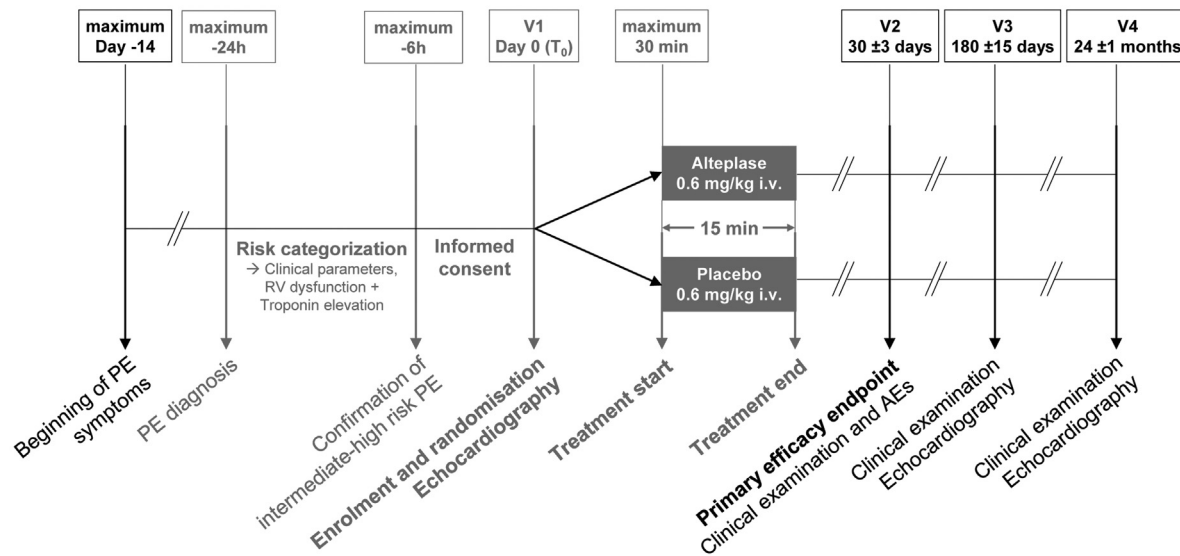 maximum
Day -14
maximum
-24h
maximum
-6h
V1
Day 0 (T₀)
maximum
30 min
V2
30 ±3 days
V3
180 ±15 days
V4
24 ±1 months
Alteplase
0.6 mg/kg i.v.
15 min
Placebo
0.6 mg/kg i.v.
Risk categorization
→ Clinical parameters,
RV dysfunction +
Troponin elevation
Informed
consent
Beginning of PE
symptoms
PE diagnosis
Confirmation of
intermediate-high risk PE
Enrolment and randomisation
Echocardiography
Treatment start
Treatment end
Primary efficacy endpoint
Clinical examination and AEs
Clinical examination
Echocardiography
Clinical examination
Echocardiography